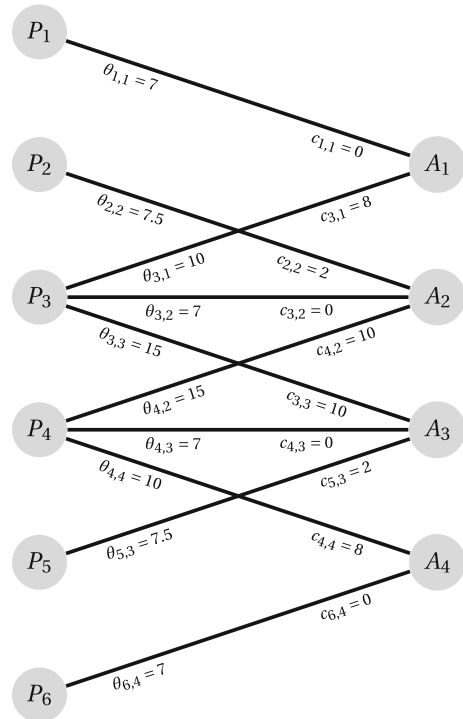 P1
θ1,1 = 7
c1,1 = 0
A1
P2
θ2,2 = 7.5
c2,2 = 2
θ3,1 = 10
c3,1 = 8
A2
P3
θ3,2 = 7
c3,2 = 0
θ3,3 = 15
c3,3 = 10
θ4,2 = 15
c4,2 = 10
A3
P4
θ4,3 = 7
c4,3 = 0
θ4,4 = 10
c4,4 = 8
P5
θ5,3 = 7.5
c5,3 = 2
A4
P6
θ6,4 = 7
c6,4 = 0